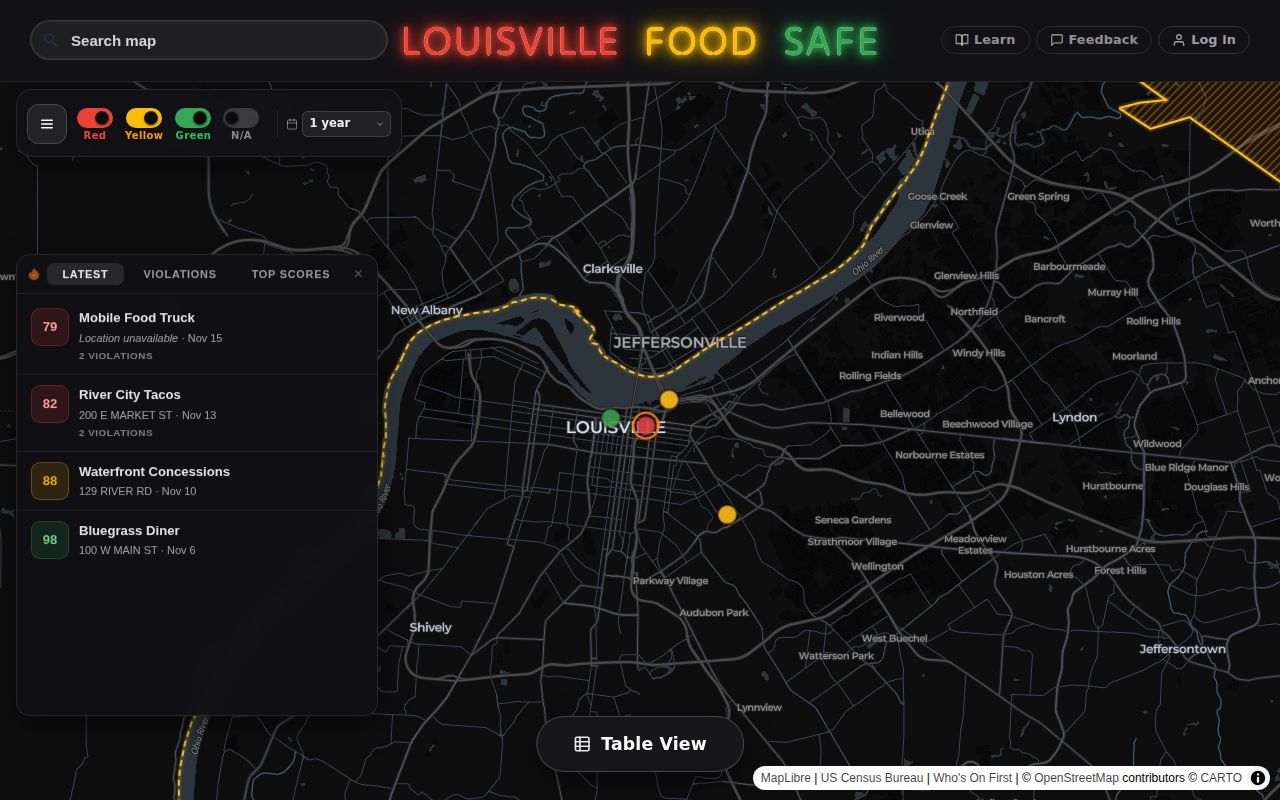 Search map
LOUISVILLE FOOD SAFE
Learn
Feedback
Log In
Red
Yellow
Green
N/A
1 year
LATEST
VIOLATIONS
TOP SCORES
×
79
Mobile Food Truck
Location unavailable · Nov 15
2 VIOLATIONS
82
River City Tacos
200 E MARKET ST · Nov 13
2 VIOLATIONS
88
Waterfront Concessions
129 RIVER RD · Nov 10
98
Bluegrass Diner
100 W MAIN ST · Nov 6
Utica
Goose Creek
Green Spring
Glenview
Worth
Ohio River
Clarksville
Glenview Hills
Barbourmeade
Murray Hill
New Albany
Riverwood
Northfield
Bancroft
Rolling Hills
JEFFERSONVILLE
Indian Hills
Windy Hills
Moorland
Rolling Fields
Ancho
LOUISVILLE
Bellewood
Beechwood Village
Lyndon
Wildwood
Norbourne Estates
Blue Ridge Manor
Hurstbourne
Douglass Hills
Seneca Gardens
Strathmoor Village
Meadowview
Estates
Hurstbourne Acres
Wellington
Houston Acres
Forest Hills
Parkway Village
Audubon Park
Shively
West Buechel
Watterson Park
Jeffersontown
Lynnview
Ohio River
Table View
MapLibre | US Census Bureau | Who's On First | © OpenStreetMap contributors © CARTO